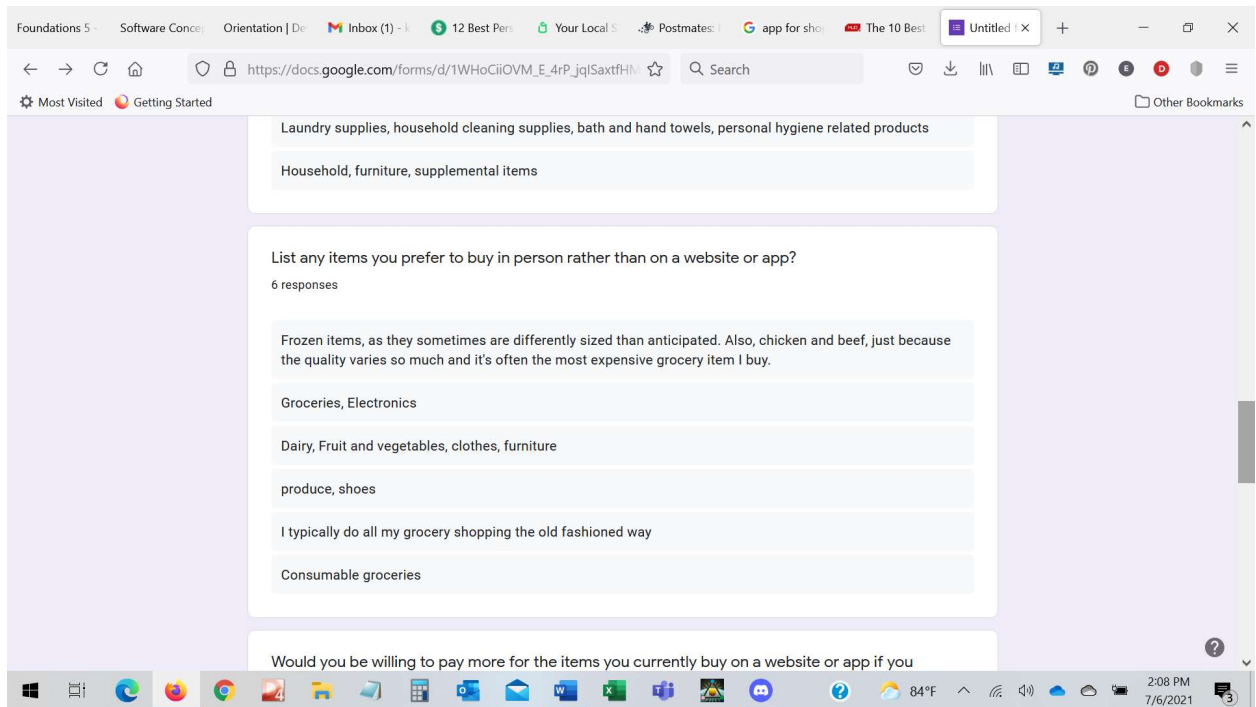 Foundations 5 -
Software Concep
Orientation | De
Inbox (1) - k
12 Best Pers
Your Local S
Postmates: F
app for sho
The 10 Best
Untitled f
https://docs.google.com/forms/d/1WHoCiiOVM_E_4rP_jqlSaxtfHM
Search
Most Visited
Getting Started
Other Bookmarks
Laundry supplies, household cleaning supplies, bath and hand towels, personal hygiene related products
Household, furniture, supplemental items
List any items you prefer to buy in person rather than on a website or app?
6 responses
Frozen items, as they sometimes are differently sized than anticipated. Also, chicken and beef, just because
the quality varies so much and it's often the most expensive grocery item I buy.
Groceries, Electronics
Dairy, Fruit and vegetables, clothes, furniture
produce, shoes
I typically do all my grocery shopping the old fashioned way
Consumable groceries
Would you be willing to pay more for the items you currently buy on a website or app if you
84°F
2:08 PM
7/6/2021
3